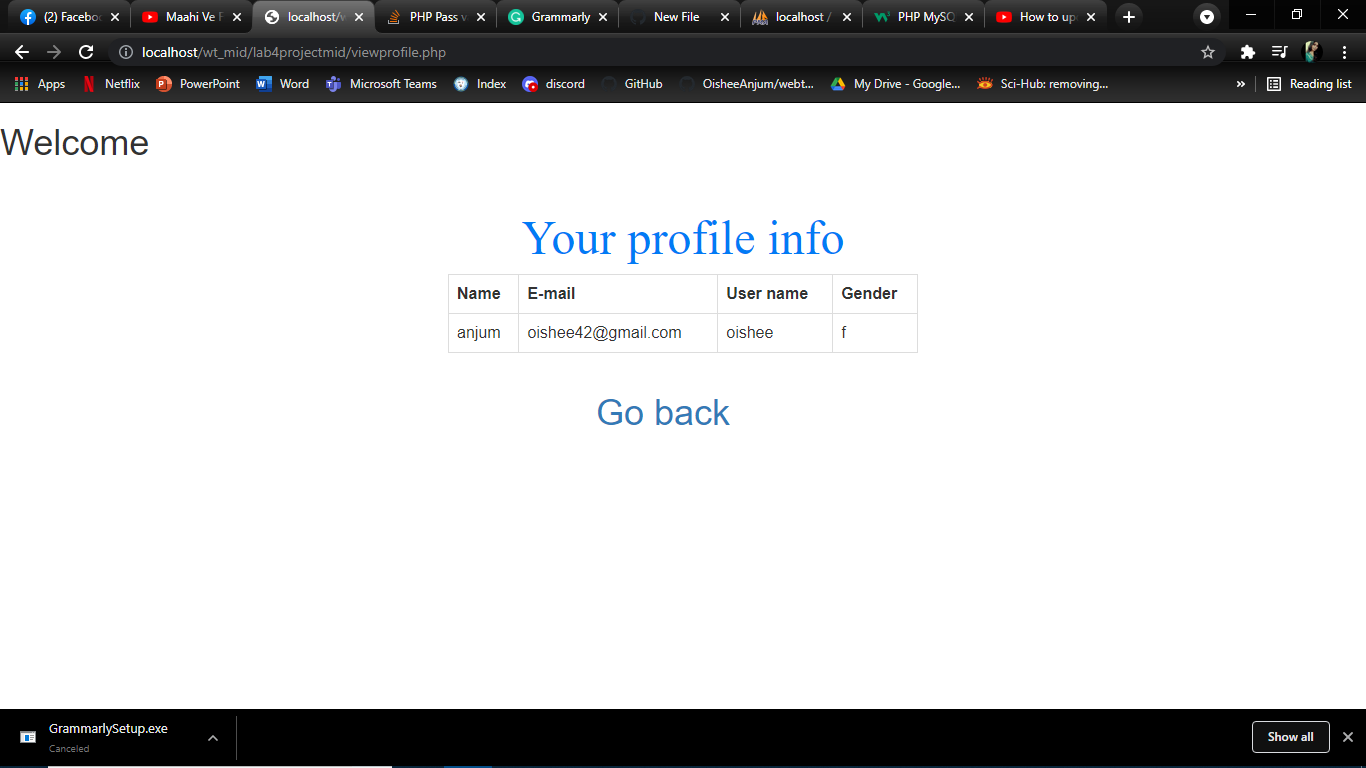 (2) Faceboo
Maahi Ve F
localhost/w
PHP Pass v
Grammarly
New File
localhost /
PHP MySQ
How to up
localhost/wt_mid/lab4projectmid/viewprofile.php
Apps
Netflix
PowerPoint
Word
Microsoft Teams
Index
discord
GitHub
OisheeAnjum/webt...
My Drive - Google...
Sci-Hub: removing...
»
Reading list
Welcome
Your profile info
Name E-mail User name Gender
anjum oishee42@gmail.com oishee f
Go back
GrammarlySetup.exe
Canceled
Show all